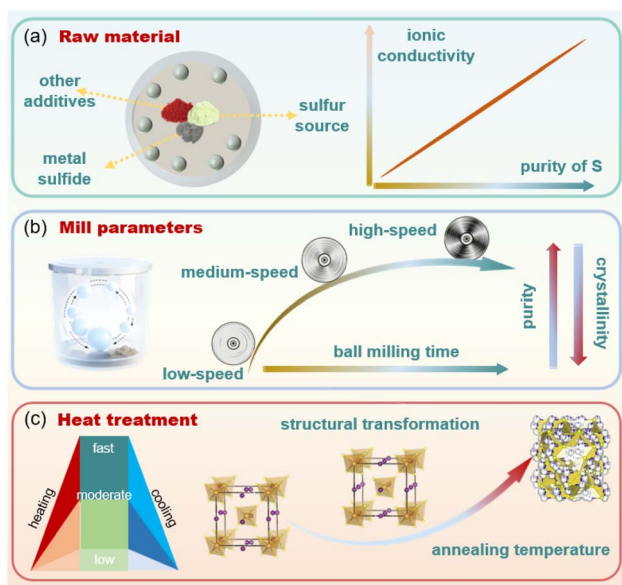 (a) Raw material
other
additives
metal
sulfide
sulfur
source
ionic
conductivity
purity of S
(b) Mill parameters
low-speed
medium-speed
high-speed
ball milling time
purity
crystallinity
(c) Heat treatment
heating
fast
moderate
low
cooling
structural transformation
annealing temperature